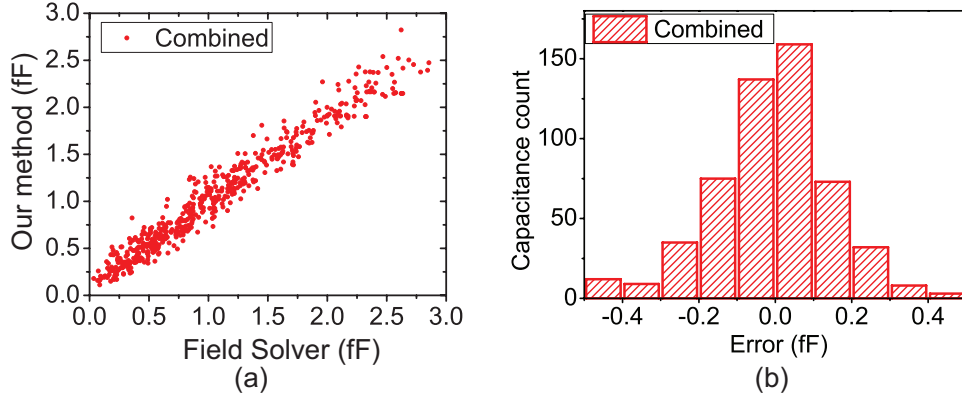 Combined
Our method (fF)
3.0
2.5
2.0
1.5
1.0
0.5
0.0
0.0 0.5 1.0 1.5 2.0 2.5 3.0
Field Solver (fF)
(a)
Combined
Capacitance count
150
100
50
0
-0.4 -0.2 0.0 0.2 0.4
Error (fF)
(b)